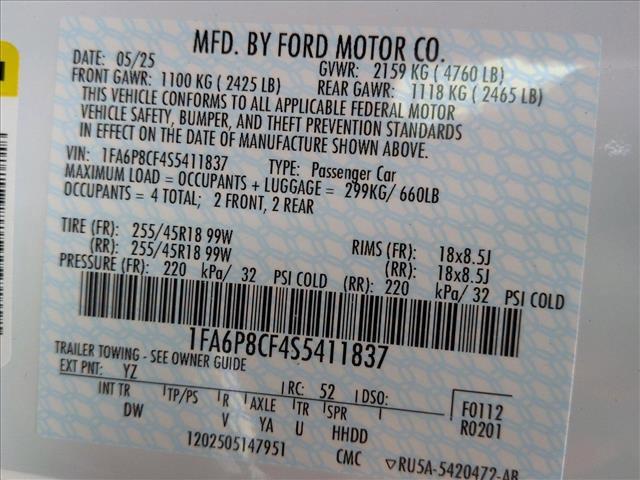 MFD. BY FORD MOTOR CO.
DATE: 05/25 GVWR: 2159 KG ( 4760 LB)
FRONT GAWR: 1100 KG ( 2425 LB) REAR GAWR: 1118 KG ( 2465 LB)
THIS VEHICLE CONFORMS TO ALL APPLICABLE FEDERAL MOTOR
VEHICLE SAFETY, BUMPER, AND THEFT PREVENTION STANDARDS
IN EFFECT ON THE DATE OF MANUFACTURE SHOWN ABOVE.
VIN: 1FA6P8CF4S5411837 TYPE: Passenger Car
MAXIMUM LOAD = OCCUPANTS + LUGGAGE = 299KG/ 660LB
OCCUPANTS = 4 TOTAL; 2 FRONT, 2 REAR
TIRE (FR): 255/45R18 99W RIMS (FR): 18x8.5J
(RR): 255/45R18 99W (RR): 18x8.5J
PRESSURE (FR): 220 kPa/ 32 PSI COLD (RR): 220 kPa/ 32 PSI COLD
1FA6P8CF4S5411837
TRAILER TOWING - SEE OWNER GUIDE
EXT PNT: YZ RC: 52 DSO:
INT TR TP/PS R AXLE TR SPR F0112
DW V YA U HHDD R0201
1202505147951 CMC ▽RU5A-5420472-AB